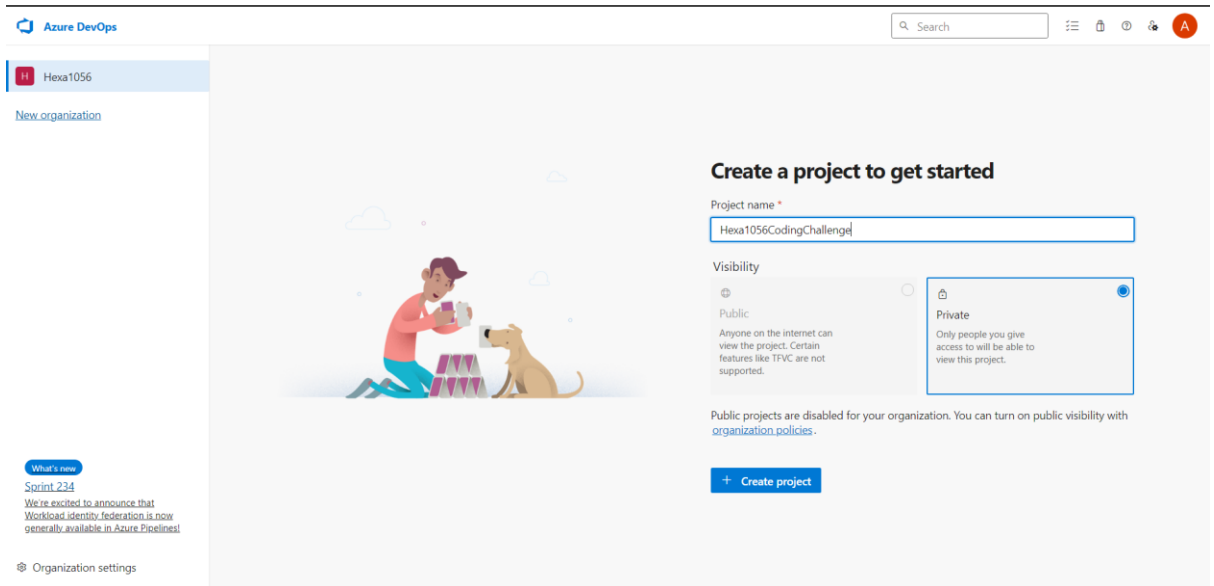 Azure DevOps
Search
A
H Hexa1056
New organization
Create a project to get started
Project name *
Hexa1056CodingChallenge
Visibility
Public
Anyone on the internet can
view the project. Certain
features like TFVC are not
supported.
Private
Only people you give
access to will be able to
view this project.
Public projects are disabled for your organization. You can turn on public visibility with
organization policies.
+ Create project
What's new
Sprint 234
We're excited to announce that
Workload identity federation is now
generally available in Azure Pipelines!
Organization settings